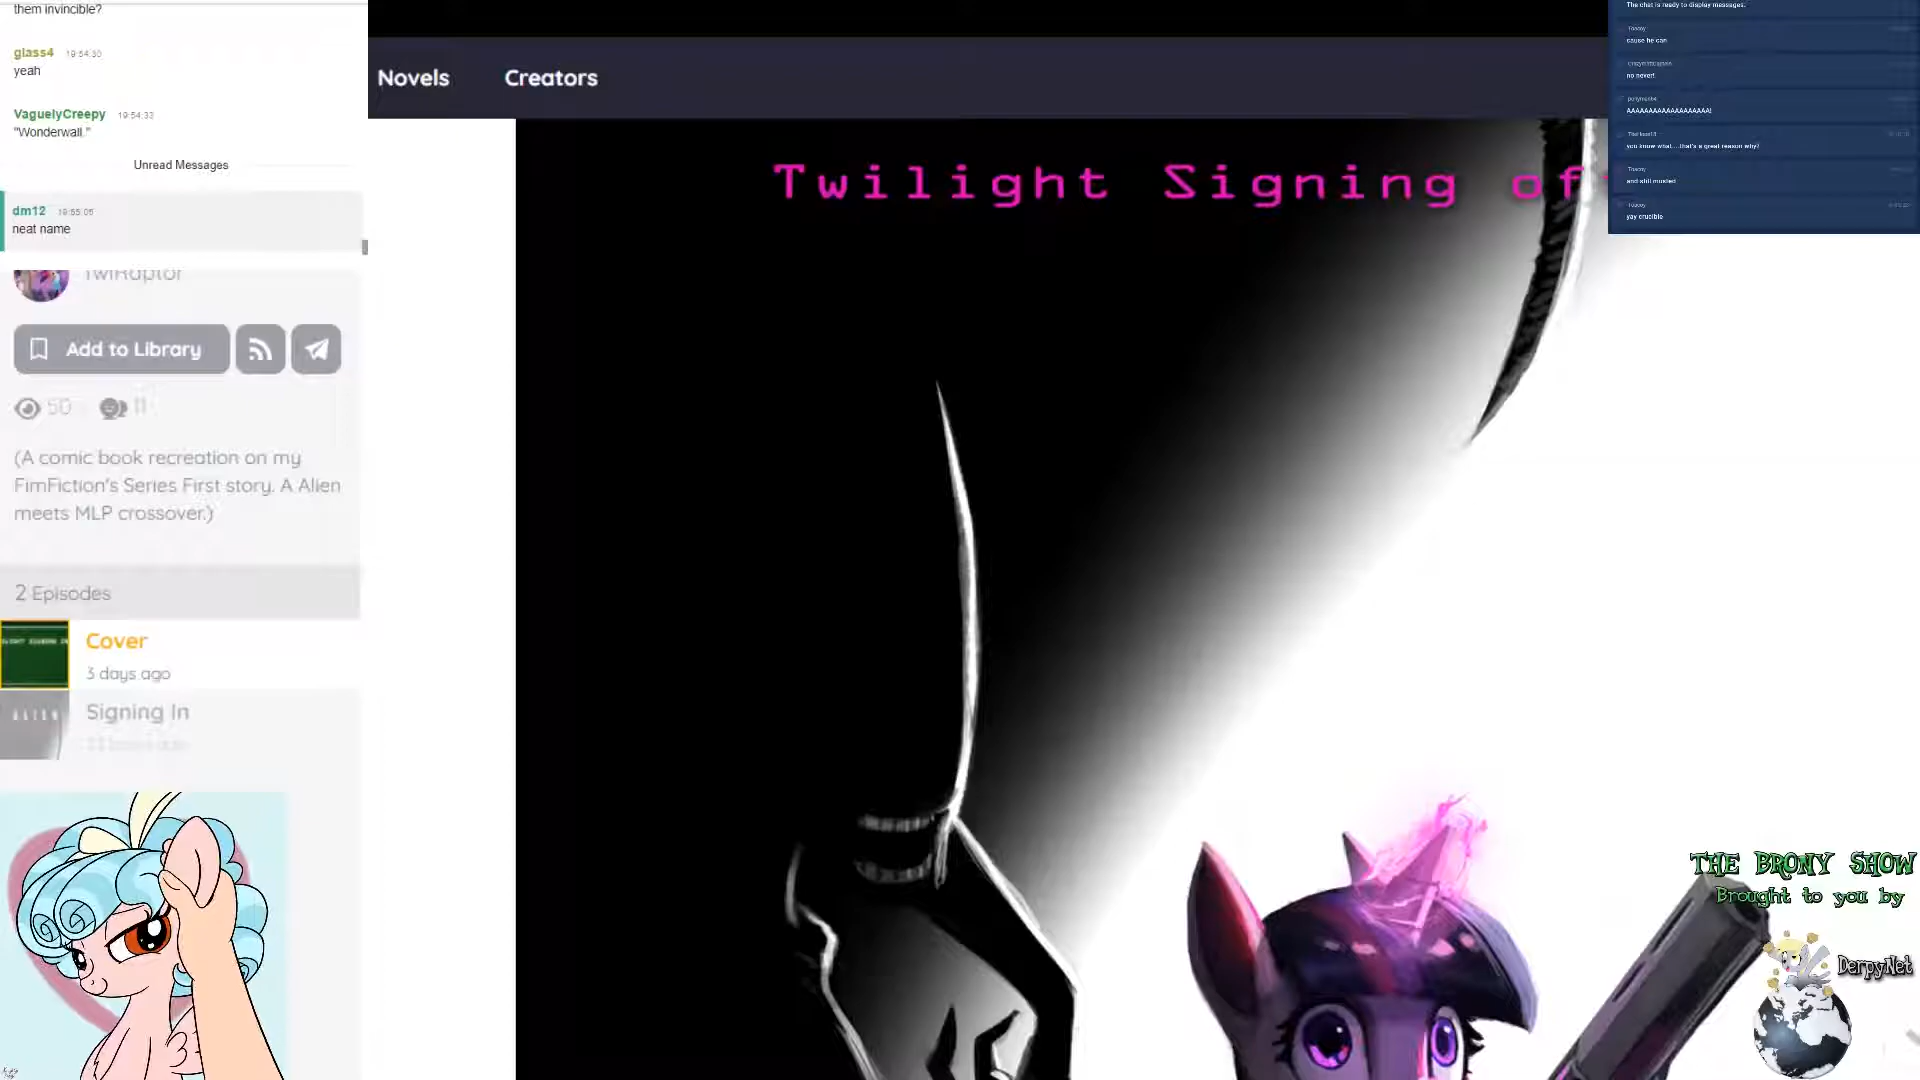 them invincible?
glass4 19:54:30
yeah
VaguelyCreepy 19:54:33
"Wonderwall."
Unread Messages
dm12 19:55:05
neat name
TwiRaptor
Add to Library
50 11
(A comic book recreation on my
FimFiction's Series First story. A Alien
meets MLP crossover.)
2 Episodes
Cover
3 days ago
Signing In
Novels Creators
Twilight Signing of
The chat is ready to display messages.
cause he can
no never!
AAAAAAAAAAAAAAAAAAA!
you know what....that's a great reason why?
and still musted
yay crucible
THE BRONY SHOW
Brought to you by
DerpyNet